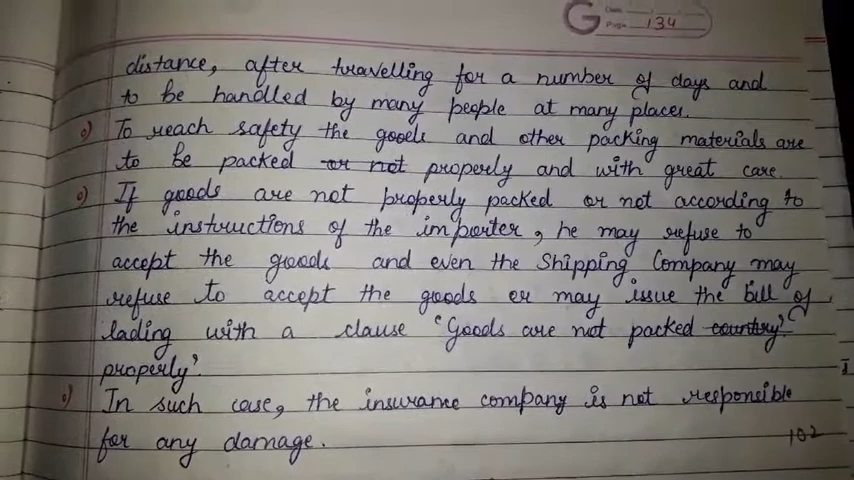 G Date
Page 134
distance, after travelling for a number of days and
to be handled by many people at many places.
To reach safety the goods and other packing materials are
to be packed or not properly and with great care.
If goods are not properly packed or not according to
the instructions of the importer, he may refuse to
accept the goods and even the Shipping Company may
refuse to accept the goods or may issue the bill of
lading with a clause 'Goods are not packed country'
properly'.
In such case, the insurance company is not responsible
for any damage.
102